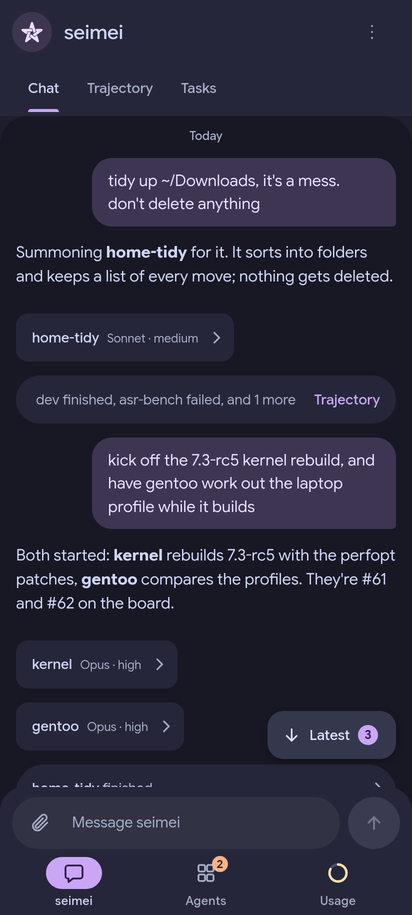 seimei
Chat
Trajectory
Tasks
Today
tidy up ~/Downloads, it's a mess.
don't delete anything
Summoning home-tidy for it. It sorts into folders
and keeps a list of every move; nothing gets deleted.
home-tidy Sonnet · medium
dev finished, asr-bench failed, and 1 more Trajectory
kick off the 7.3-rc5 kernel rebuild, and
have gentoo work out the laptop
profile while it builds
Both started: kernel rebuilds 7.3-rc5 with the perfopt
patches, gentoo compares the profiles. They're #61
and #62 on the board.
kernel Opus · high
gentoo Opus · high
Latest 3
home-tidy finished
Message seimei
2
seimei
Agents
Usage